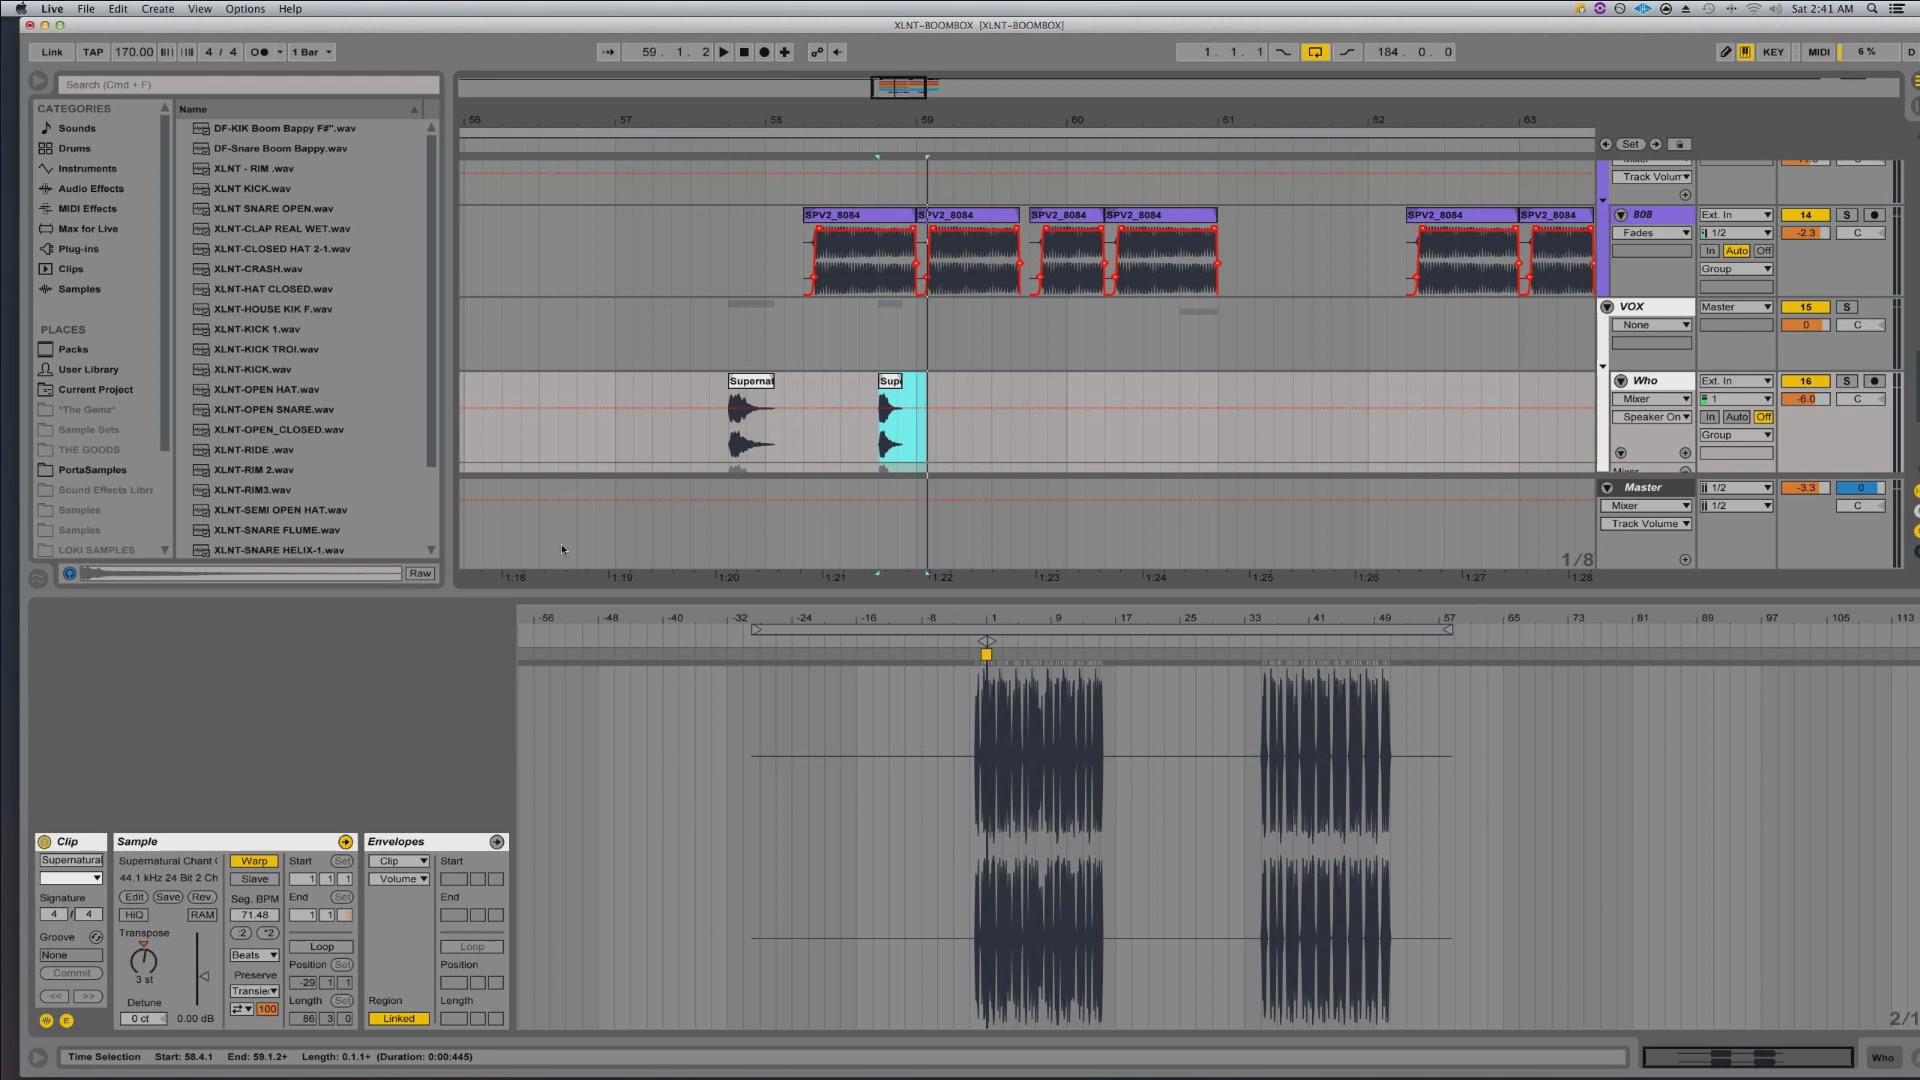 Live File Edit Create View Options Help
Sat 2:41 AM
XLNT-BOOMBOX [XLNT-BOOMBOX]
Link TAP 170.00 4 / 4 1 Bar
59. 1. 2
1. 1. 1
184. 0. 0
KEY MIDI 6 % D
Search (Cmd + F)
CATEGORIES
Sounds
Drums
Instruments
Audio Effects
MIDI Effects
Max for Live
Plug-ins
Clips
Samples
PLACES
Packs
User Library
Current Project
*The Gemz*
Sample Sets
THE GOODS
PortaSamples
Sound Effects Libra
Samples
Samples
LOKI SAMPLES
Name
DF-KIK Boom Bappy F#".wav
DF-Snare Boom Bappy.wav
XLNT - RIM .wav
XLNT KICK.wav
XLNT SNARE OPEN.wav
XLNT-CLAP REAL WET.wav
XLNT-CLOSED HAT 2-1.wav
XLNT-CRASH.wav
XLNT-HAT CLOSED.wav
XLNT-HOUSE KIK F.wav
XLNT-KICK 1.wav
XLNT-KICK TROI.wav
XLNT-KICK.wav
XLNT-OPEN HAT.wav
XLNT-OPEN SNARE.wav
XLNT-OPEN_CLOSED.wav
XLNT-RIDE .wav
XLNT-RIM 2.wav
XLNT-RIM3.wav
XLNT-SEMI OPEN HAT.wav
XLNT-SNARE FLUME.wav
XLNT-SNARE HELIX-1.wav
Raw
56 57 58 59 60 61 62 63
Set
Track Volum
SPV2_8084 SPV2_8084 SPV2_8084 SPV2_8084 SPV2_8084 SPV2_8084
808 Ext. In 14 S
Fades 1/2 -2.3 C
In Auto Off
Group
VOX Master 15 S
None 0 C
Supernat Sup
Who Ext. In 16 S
Mixer 1 -6.0 C
Speaker On In Auto Off
Group
Mixer
Master 1/2 -3.3 0
Mixer 1/2 C
Track Volume
1/8
1:18 1:19 1:20 1:21 1:22 1:23 1:24 1:25 1:26 1:27 1:28
-56 -48 -40 -32 -24 -16 -8 1 9 17 25 33 41 49 57 65 73 81 89 97 105 113
Clip
Supernatural
Signature
4 / 4
Groove
None
Commit
<< >>
E
Sample
Supernatural Chant (
44.1 kHz 24 Bit 2 Ch
Edit Save Rev.
HiQ RAM
Transpose
3 st
Detune
0 ct 0.00 dB
Warp
Slave
Seg. BPM
71.48
:2 *2
Beats
Preserve
Transie
100
Start Set
1 1 1
End Set
1 1 3
Loop
Position Set
-29 1 1
Length Set
86 3 0
Envelopes
Clip
Volume
Region
Linked
Start
End
Loop
Position
Length
2/1
Time Selection Start: 58.4.1 End: 59.1.2+ Length: 0.1.1+ (Duration: 0:00:445)
Who